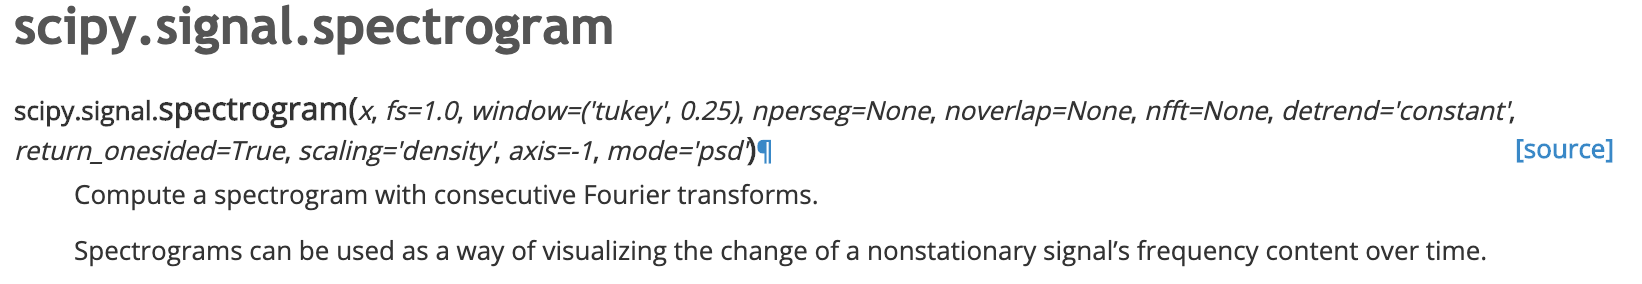 scipy.signal.spectrogram
scipy.signal.spectrogram(x, fs=1.0, window=('tukey', 0.25), nperseg=None, noverlap=None, nfft=None, detrend='constant',
return_onesided=True, scaling='density', axis=-1, mode='psd')¶ [source]
Compute a spectrogram with consecutive Fourier transforms.
Spectrograms can be used as a way of visualizing the change of a nonstationary signal’s frequency content over time.